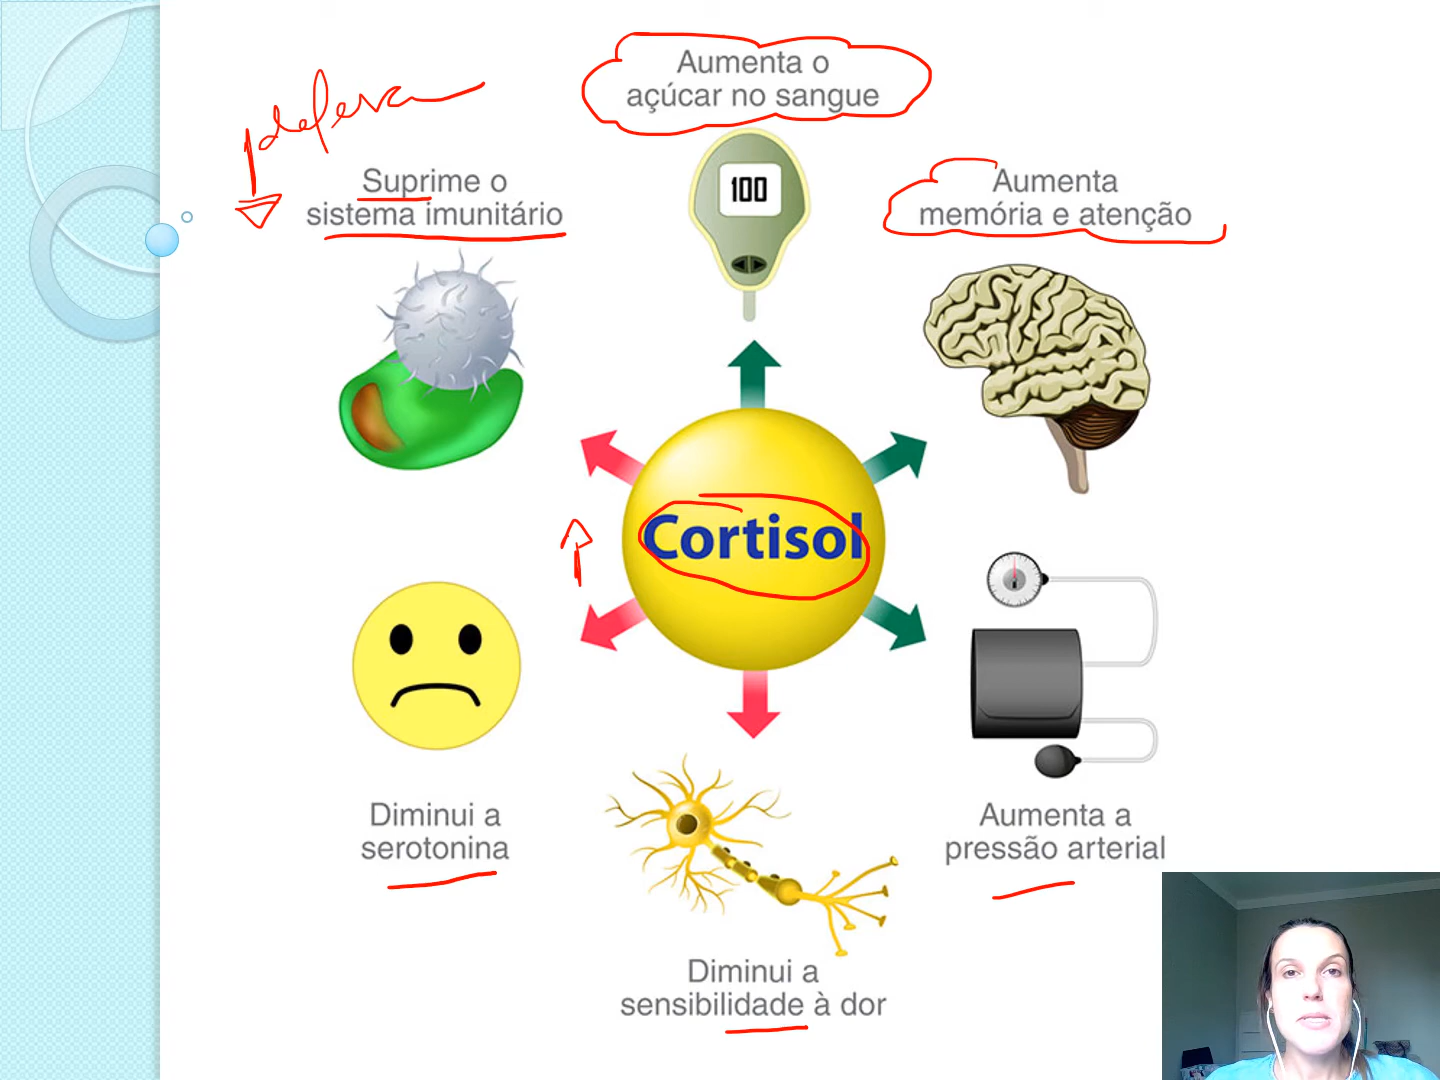 Aumenta o
açúcar no sangue
defesa
Suprime o
sistema imunitário
100
Aumenta
memória e atenção
Cortisol
Diminui a
serotonina
Aumenta a
pressão arterial
Diminui a
sensibilidade à dor